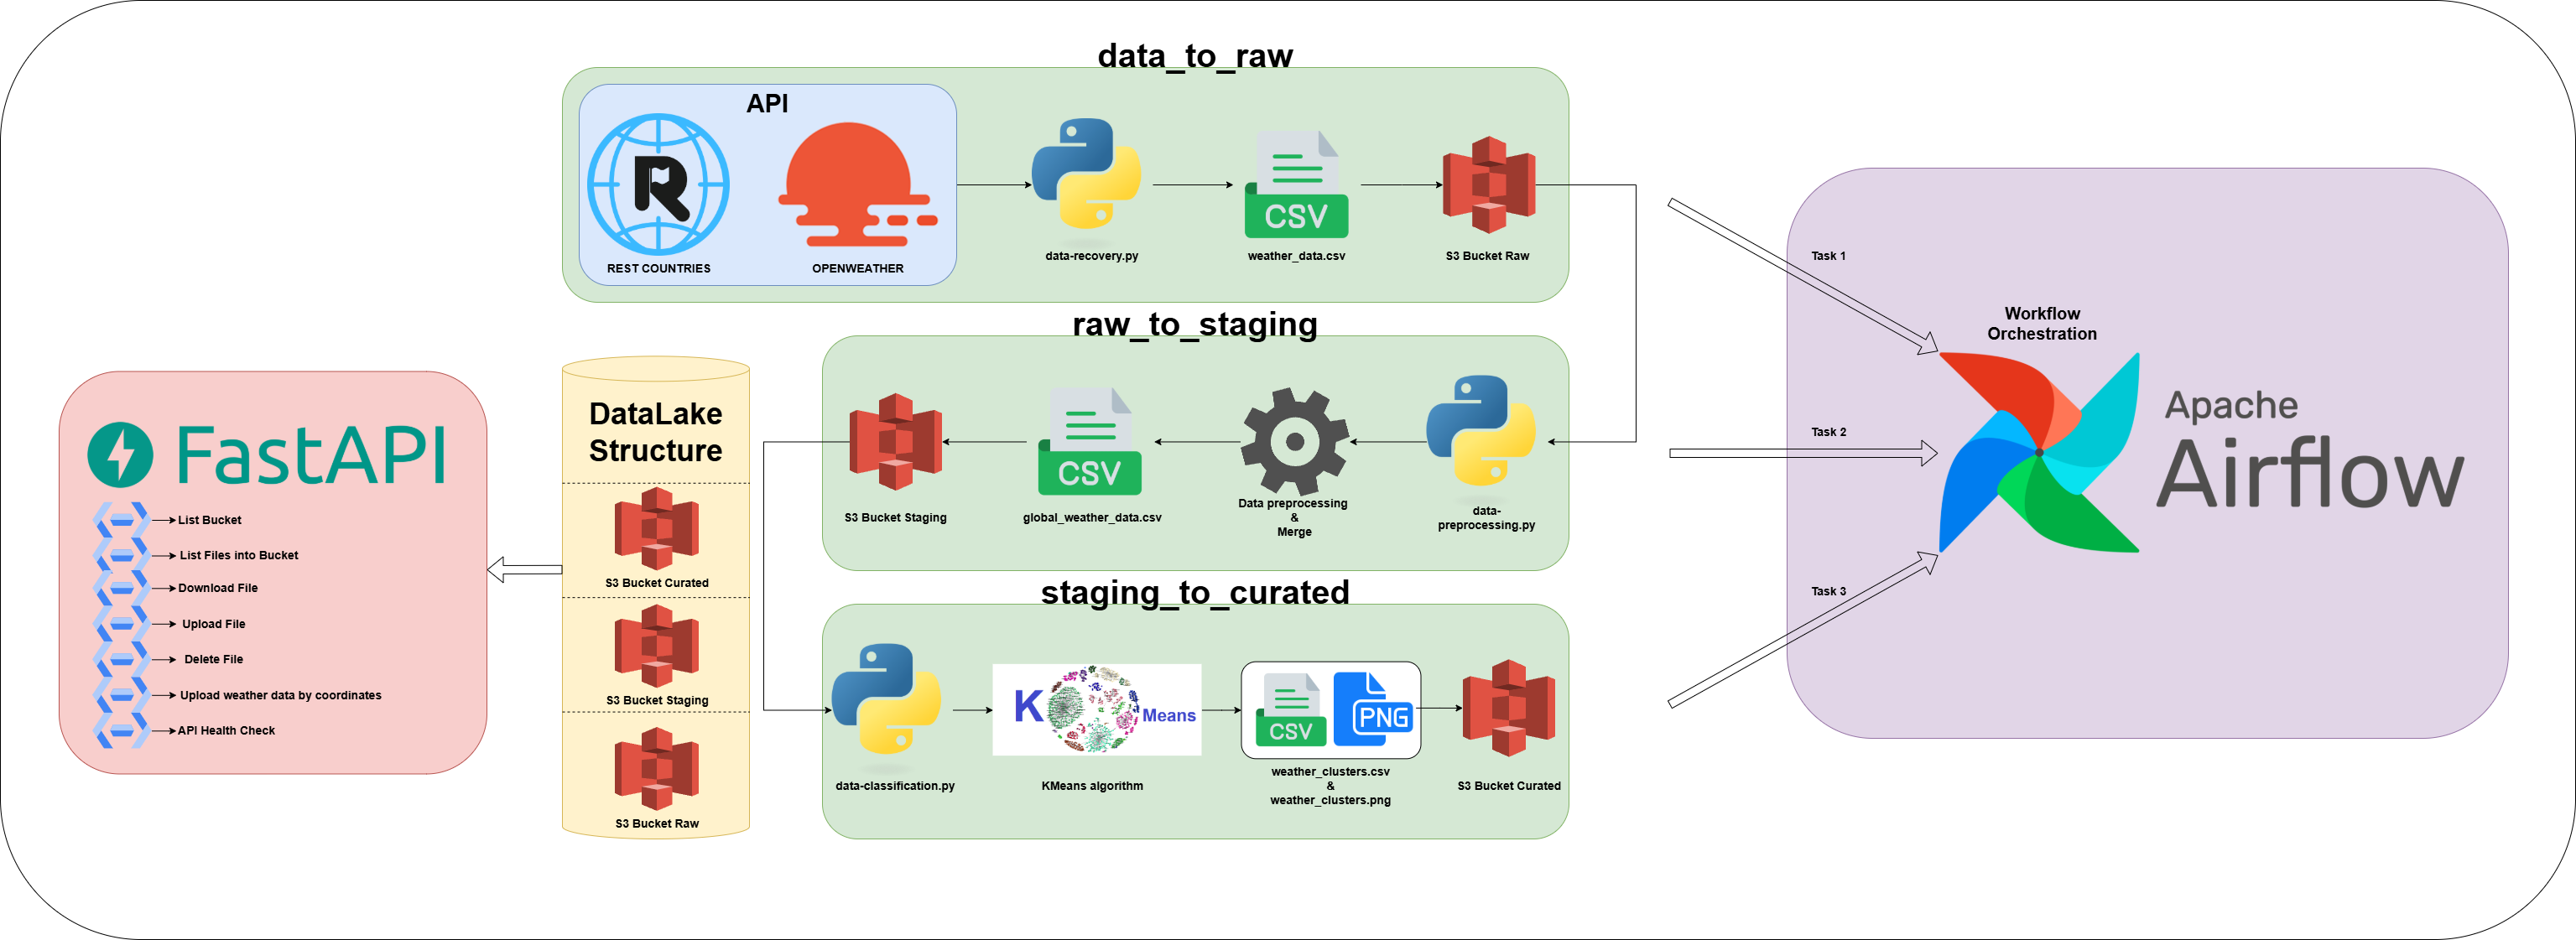 data_to_raw
API
R
REST COUNTRIES
OPENWEATHER
data-recovery.py
CSV
weather_data.csv
S3 Bucket Raw
raw_to_staging
S3 Bucket Staging
CSV
global_weather_data.csv
Data preprocessing
&
Merge
data-
preprocessing.py
staging_to_curated
data-classification.py
K
Means
KMeans algorithm
CSV
PNG
weather_clusters.csv
&
weather_clusters.png
S3 Bucket Curated
DataLake
Structure
S3 Bucket Curated
S3 Bucket Staging
S3 Bucket Raw
FastAPI
List Bucket
List Files into Bucket
Download File
Upload File
Delete File
Upload weather data by coordinates
API Health Check
Task 1
Task 2
Task 3
Workflow
Orchestration
Apache
Airflow